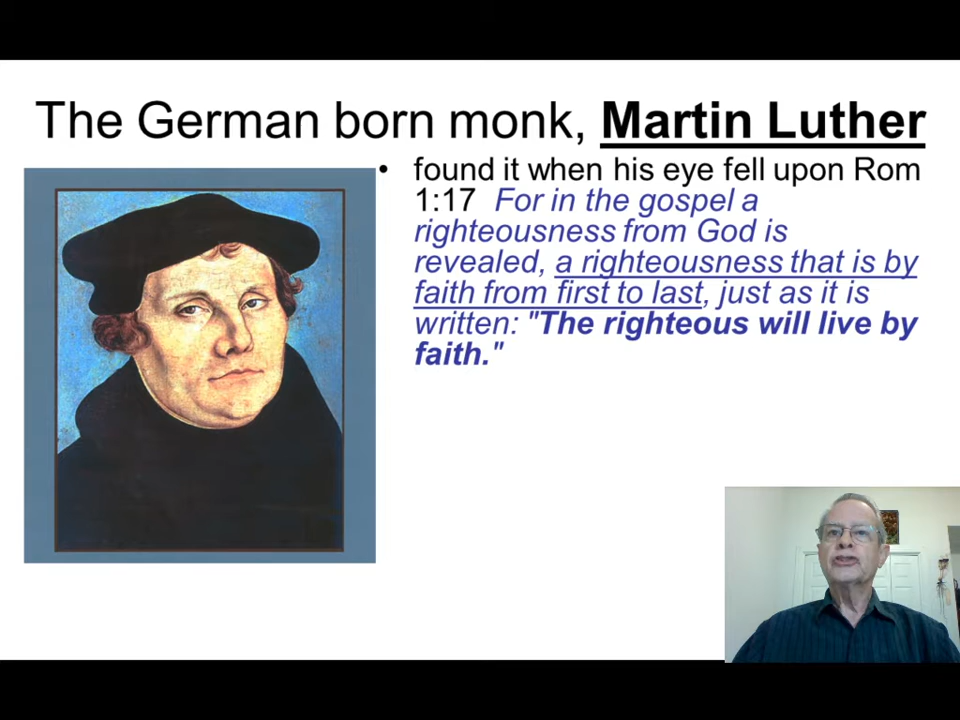 The German born monk, Martin Luther
• found it when his eye fell upon Rom
1:17 For in the gospel a
righteousness from God is
revealed, a righteousness that is by
faith from first to last, just as it is
written: "The righteous will live by
faith."